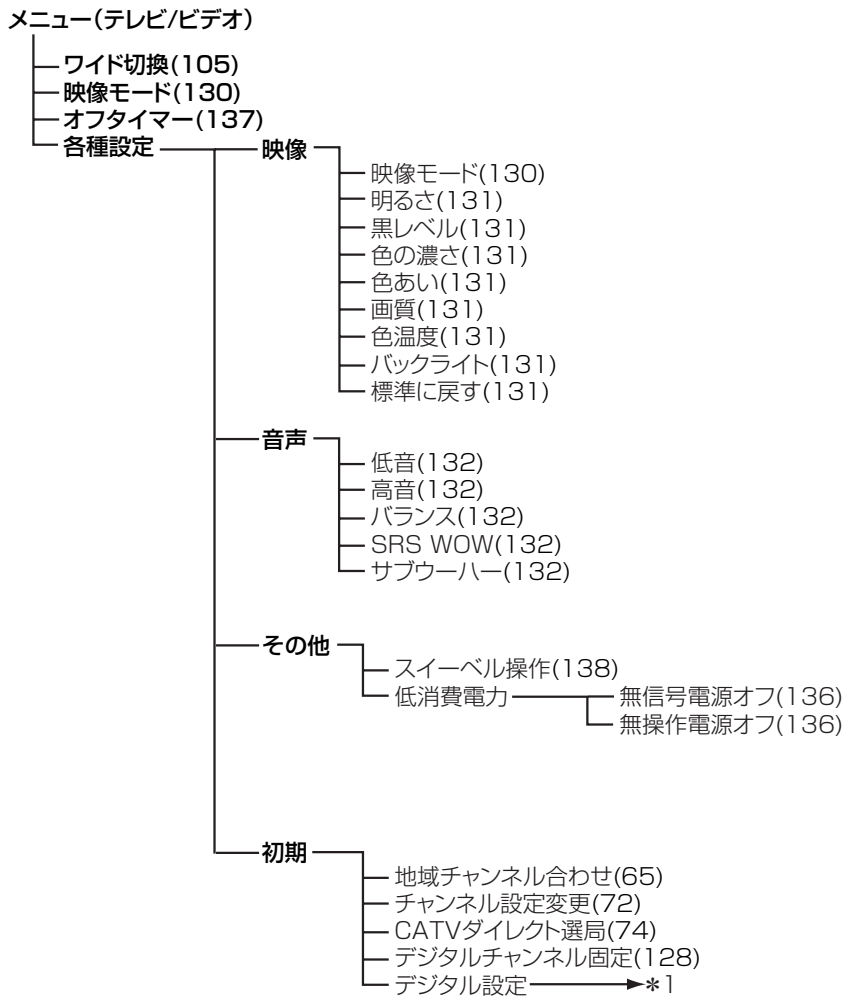 メニュー(テレビ/ビデオ)
ワイド切換(105)
映像モード(130)
オフタイマー(137)
各種設定
映像
映像モード(130)
明るさ(131)
黒レベル(131)
色の濃さ(131)
色あい(131)
画質(131)
色温度(131)
バックライト(131)
標準に戻す(131)
音声
低音(132)
高音(132)
バランス(132)
SRS WOW(132)
サブウーハー(132)
その他
スイーベル操作(138)
低消費電力
無信号電源オフ(136)
無操作電源オフ(136)
初期
地域チャンネル合わせ(65)
チャンネル設定変更(72)
CATVダイレクト選局(74)
デジタルチャンネル固定(128)
デジタル設定
*1